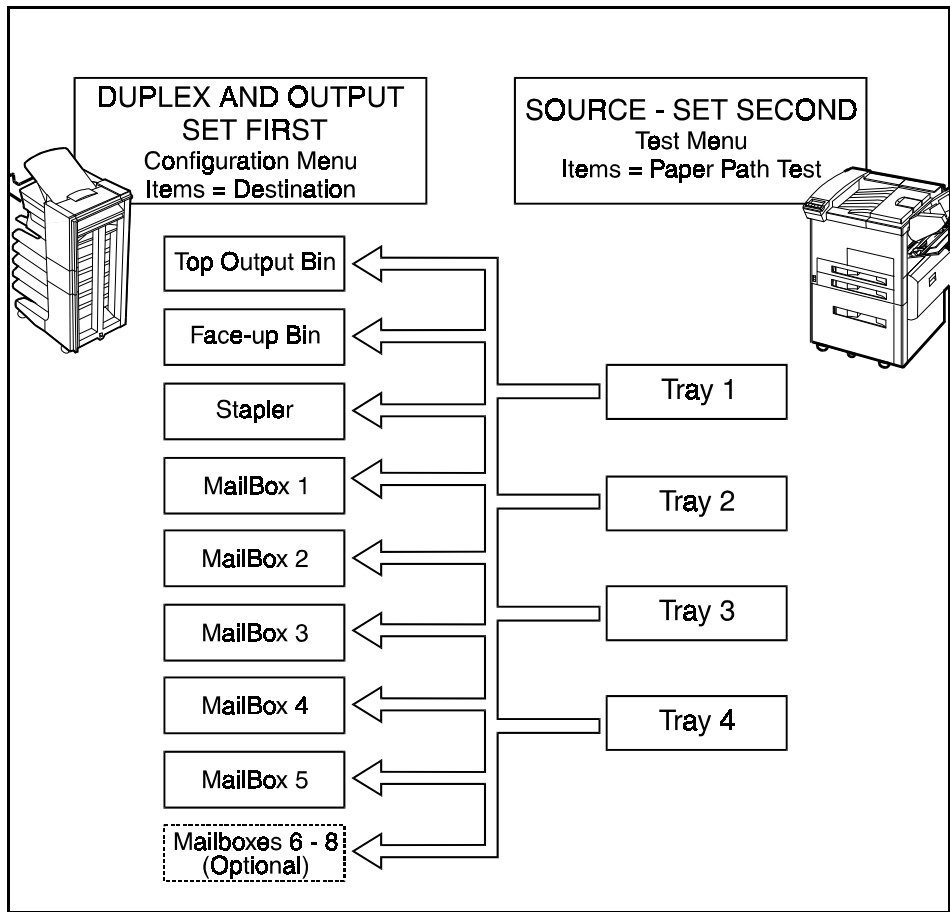 DUPLEX AND OUTPUT
SET FIRST
Configuration Menu
Items = Destination
SOURCE - SET SECOND
Test Menu
Items = Paper Path Test
Top Output Bin
Face-up Bin
Stapler
MailBox 1
MailBox 2
MailBox 3
MailBox 4
MailBox 5
Mailboxes 6 - 8
(Optional)
Tray 1
Tray 2
Tray 3
Tray 4